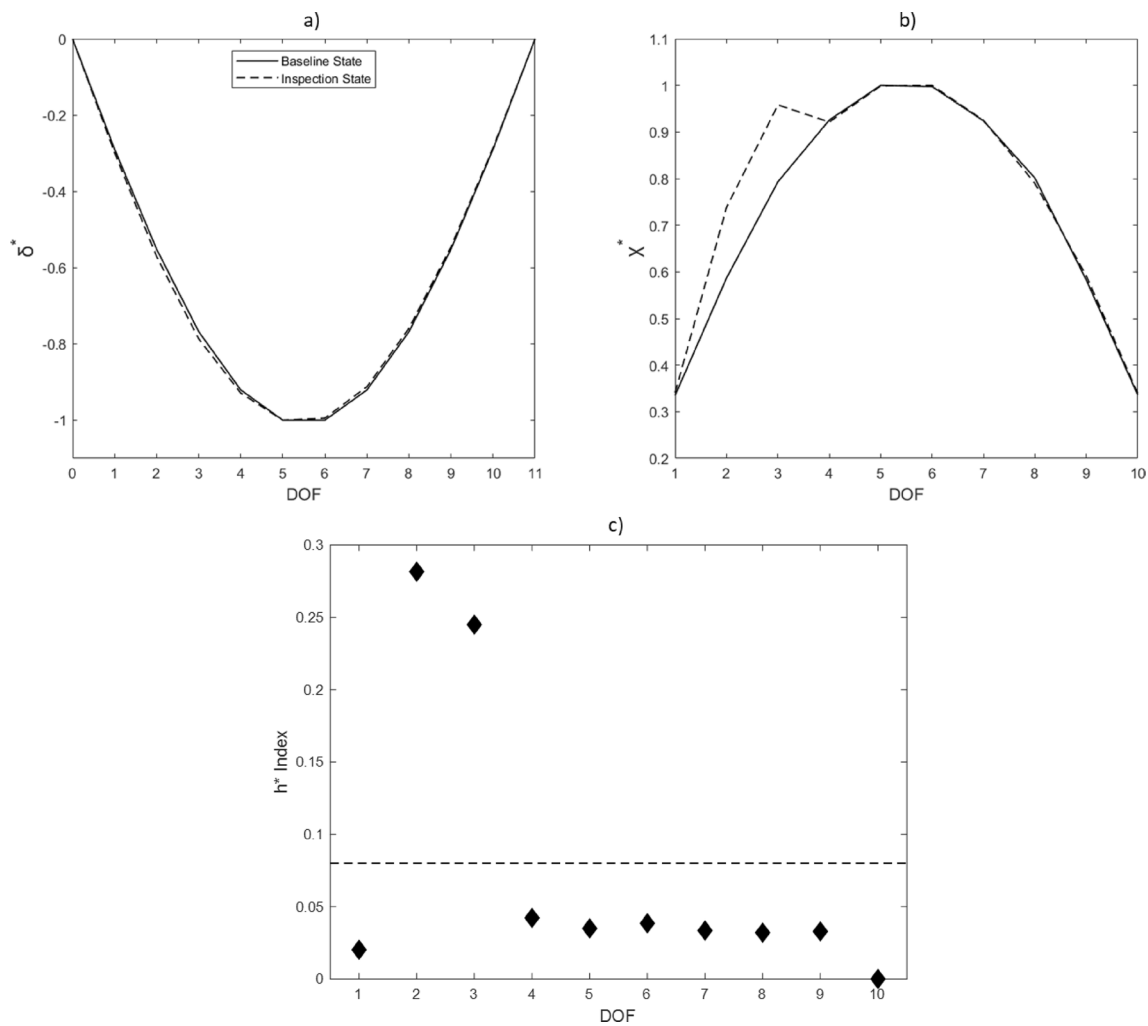 a)
0
-0.2
-0.4
-0.6
-0.8
-1
δ*
Baseline State
Inspection State
0 1 2 3 4 5 6 7 8 9 10 11
DOF
b)
1.1
1
0.9
0.8
0.7
0.6
0.5
0.4
0.3
0.2
χ*
1 2 3 4 5 6 7 8 9 10
DOF
c)
0.3
0.25
0.2
0.15
0.1
0.05
0
h* Index
1 2 3 4 5 6 7 8 9 10
DOF